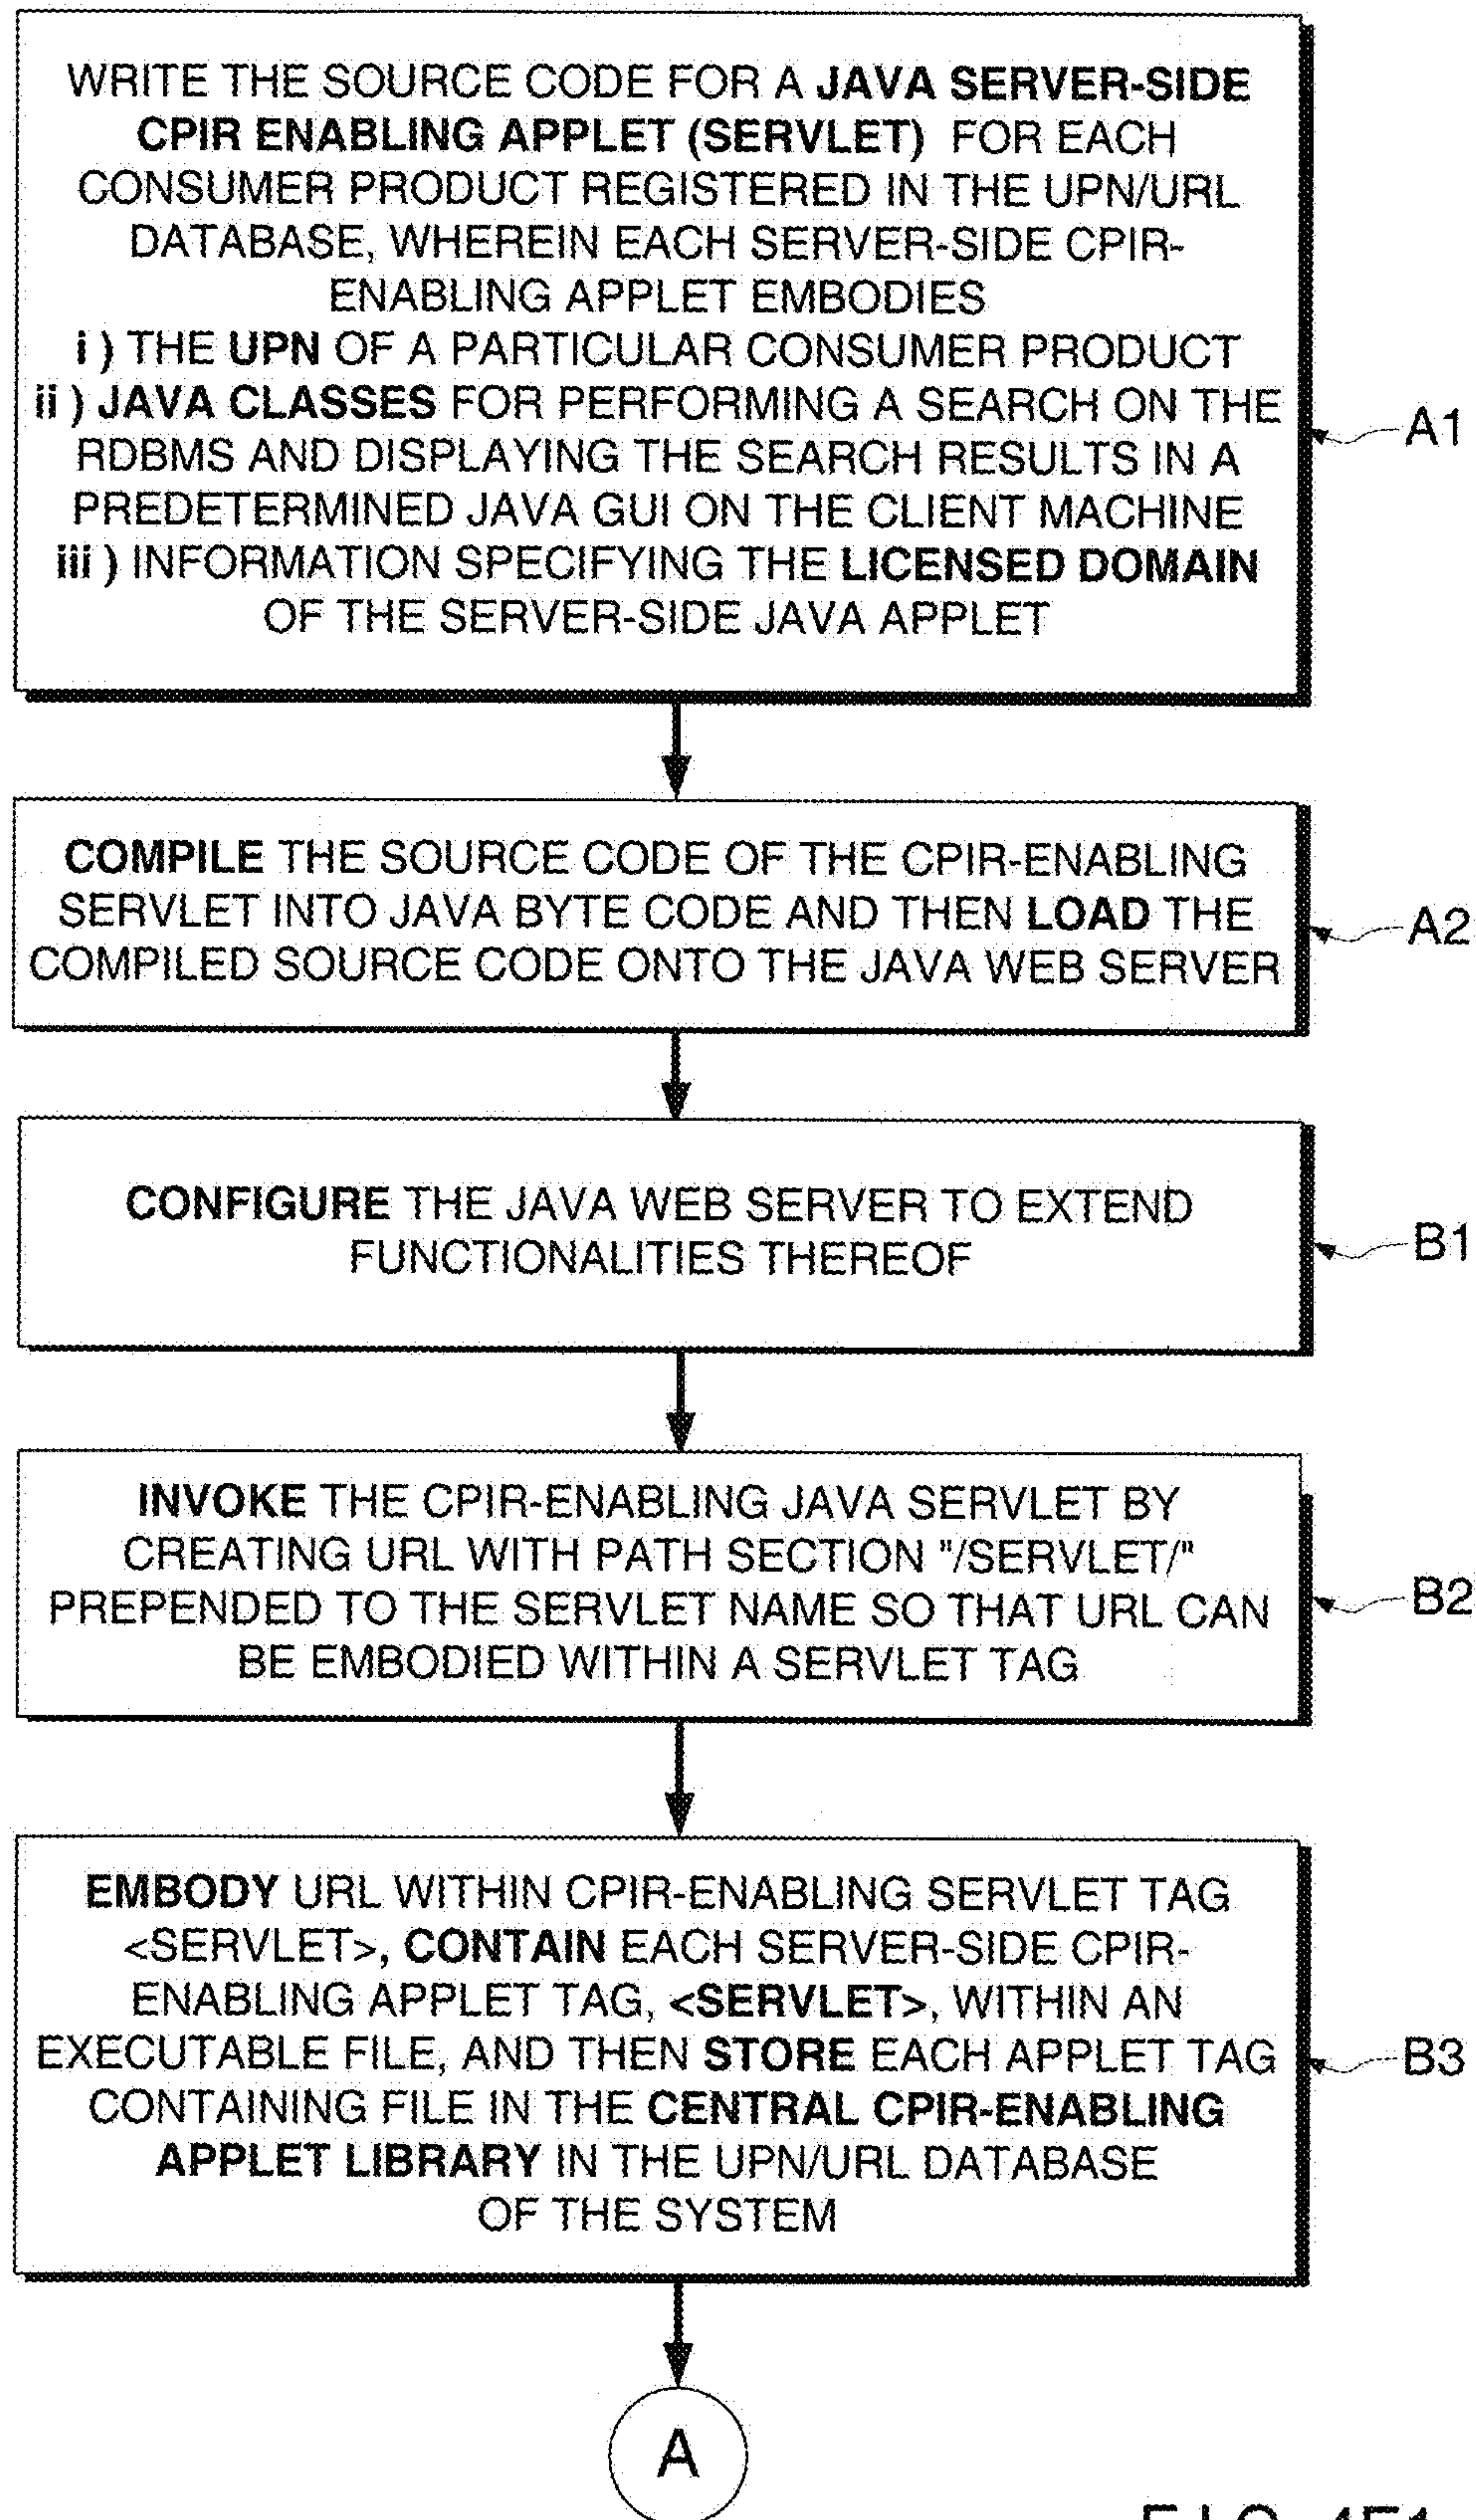 WRITE THE SOURCE CODE FOR A JAVA SERVER-SIDE
CPIR ENABLING APPLET (SERVLET) FOR EACH
CONSUMER PRODUCT REGISTERED IN THE UPN/URL
DATABASE, WHEREIN EACH SERVER-SIDE CPIR-
ENABLING APPLET EMBODIES
i ) THE UPN OF A PARTICULAR CONSUMER PRODUCT
ii ) JAVA CLASSES FOR PERFORMING A SEARCH ON THE
RDBMS AND DISPLAYING THE SEARCH RESULTS IN A
PREDETERMINED JAVA GUI ON THE CLIENT MACHINE
iii ) INFORMATION SPECIFYING THE LICENSED DOMAIN
OF THE SERVER-SIDE JAVA APPLET
A1
COMPILE THE SOURCE CODE OF THE CPIR-ENABLING
SERVLET INTO JAVA BYTE CODE AND THEN LOAD THE
COMPILED SOURCE CODE ONTO THE JAVA WEB SERVER
A2
CONFIGURE THE JAVA WEB SERVER TO EXTEND
FUNCTIONALITIES THEREOF
B1
INVOKE THE CPIR-ENABLING JAVA SERVLET BY
CREATING URL WITH PATH SECTION "/SERVLET/"
PREPENDED TO THE SERVLET NAME SO THAT URL CAN
BE EMBODIED WITHIN A SERVLET TAG
B2
EMBODY URL WITHIN CPIR-ENABLING SERVLET TAG
<SERVLET>, CONTAIN EACH SERVER-SIDE CPIR-
ENABLING APPLET TAG, <SERVLET>, WITHIN AN
EXECUTABLE FILE, AND THEN STORE EACH APPLET TAG
CONTAINING FILE IN THE CENTRAL CPIR-ENABLING
APPLET LIBRARY IN THE UPN/URL DATABASE
OF THE SYSTEM
B3
A